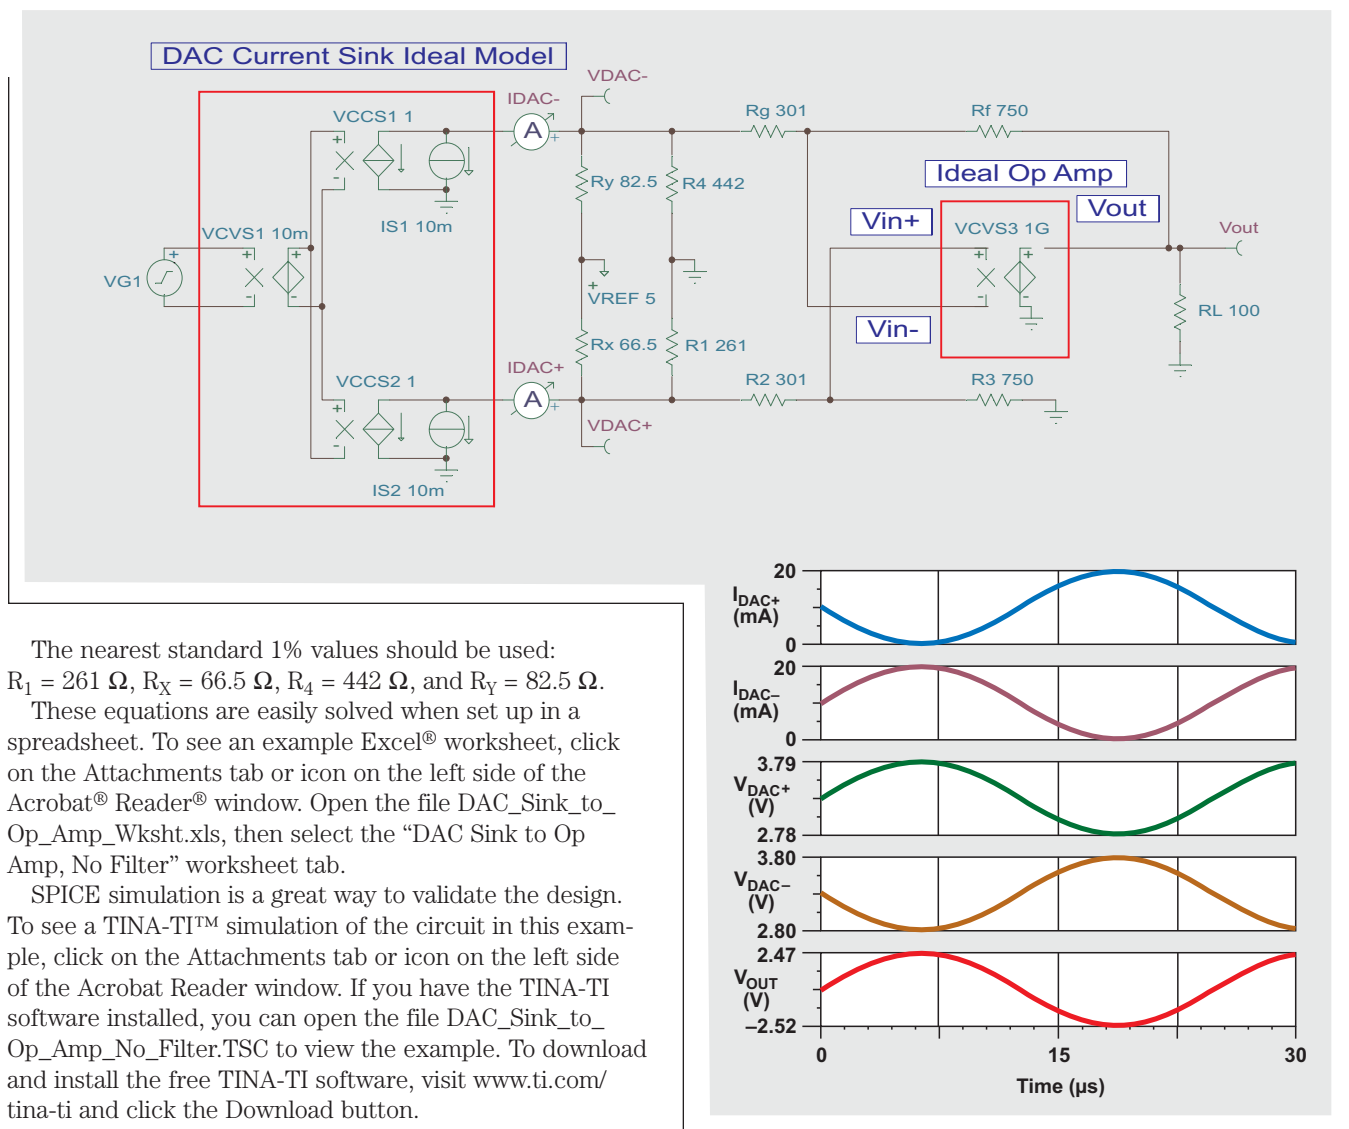 DAC Current Sink Ideal Model
VDAC-
IDAC-
VCCS1 1
A
+
Rg 301
Rf 750
+
-
Ry 82.5
R4 442
Ideal Op Amp
Vin+
Vout
IS1 10m
VCVS1 10m
VCVS3 1G
Vout
+
+
+
+
+
VG1
-
-
-
-
+
VREF 5
Vin-
RL 100
Rx 66.5
R1 261
IDAC+
VCCS2 1
A
+
R2 301
R3 750
+
-
VDAC+
IS2 10m
The nearest standard 1% values should be used:
R1 = 261 Ω, RX = 66.5 Ω, R4 = 442 Ω, and RY = 82.5 Ω.
These equations are easily solved when set up in a
spreadsheet. To see an example Excel® worksheet, click
on the Attachments tab or icon on the left side of the
Acrobat® Reader® window. Open the file DAC_Sink_to_
Op_Amp_Wksht.xls, then select the “DAC Sink to Op
Amp, No Filter” worksheet tab.
SPICE simulation is a great way to validate the design.
To see a TINA-TI™ simulation of the circuit in this exam-
ple, click on the Attachments tab or icon on the left side
of the Acrobat Reader window. If you have the TINA-TI
software installed, you can open the file DAC_Sink_to_
Op_Amp_No_Filter.TSC to view the example. To download
and install the free TINA-TI software, visit www.ti.com/
tina-ti and click the Download button.
20
IDAC+
(mA)
0
20
IDAC–
(mA)
0
3.79
VDAC+
(V)
2.78
3.80
VDAC–
(V)
2.80
2.47
VOUT
(V)
–2.52
0 15 30
Time (µs)